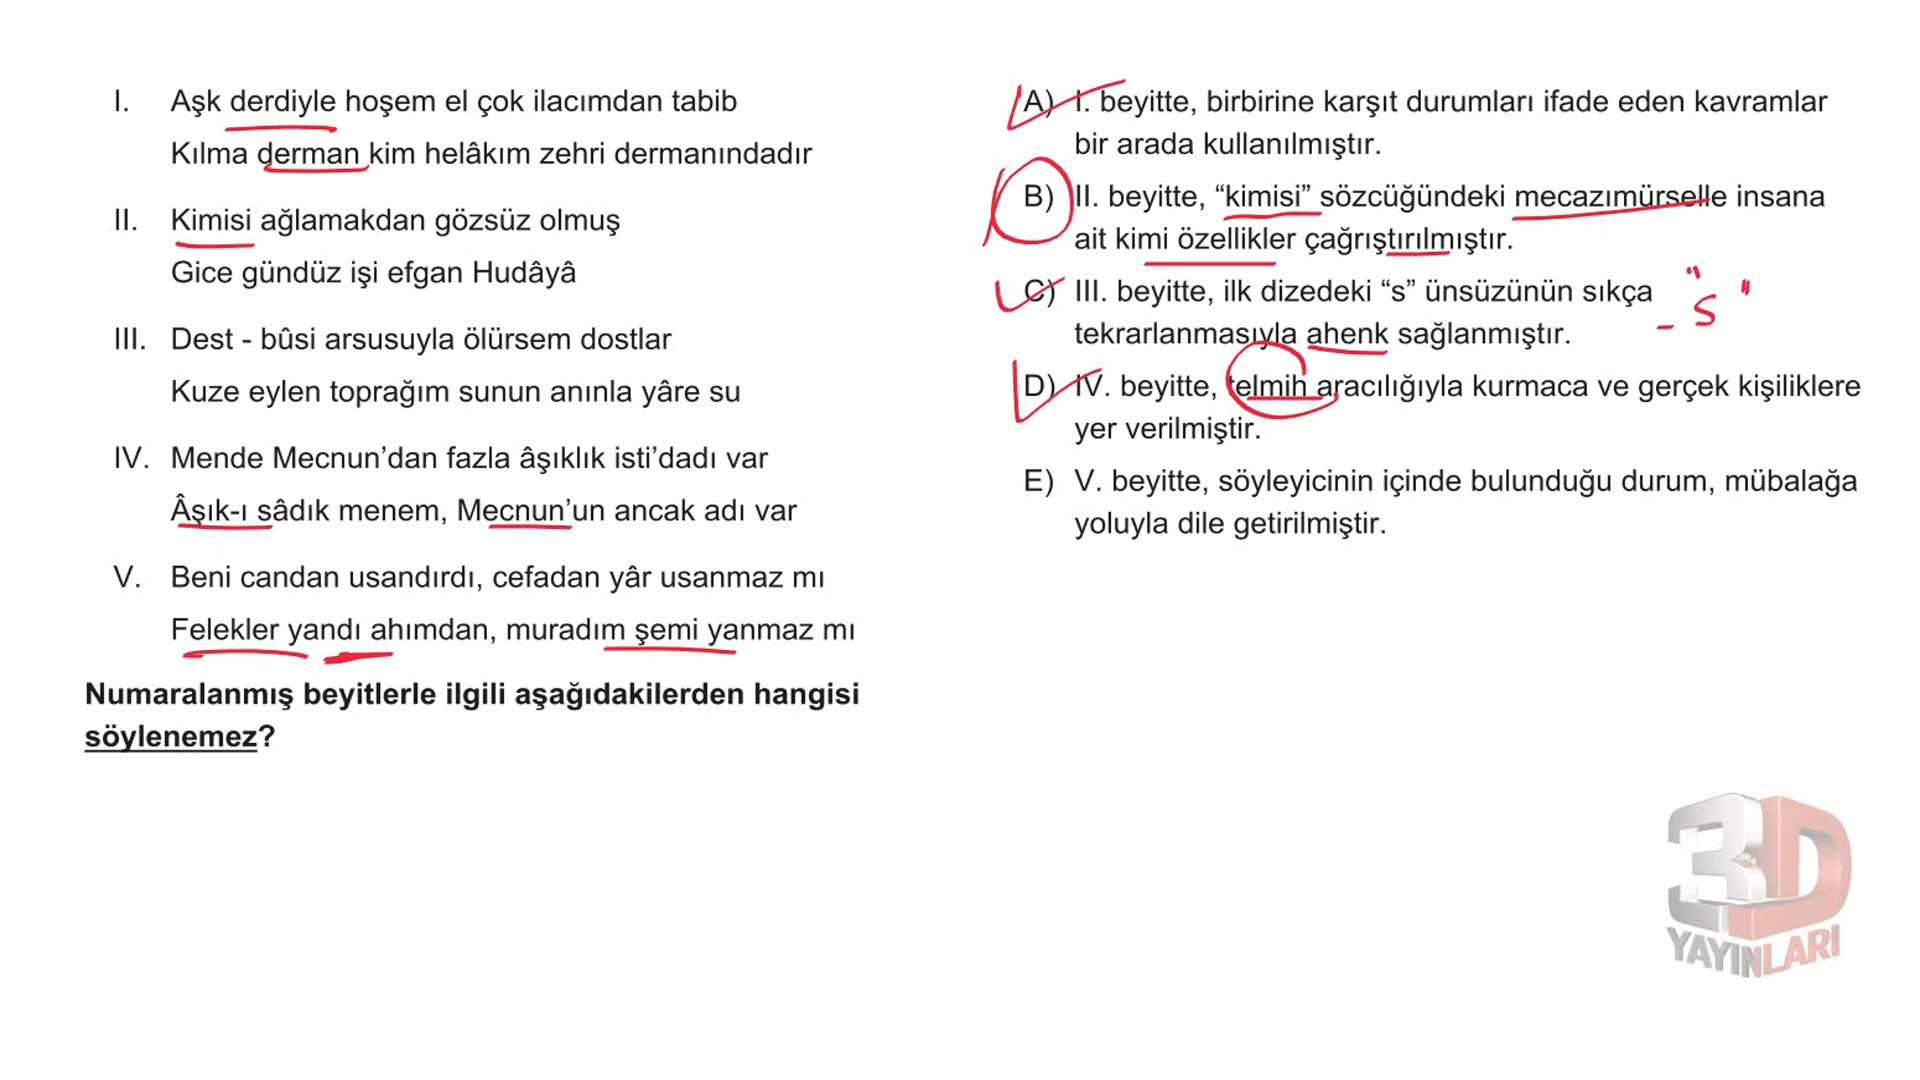 I. Aşk derdiyle hoşem el çok ilacımdan tabib
Kılma derman kim helâkım zehri dermanındadır
II. Kimisi ağlamakdan gözsüz olmuş
Gice gündüz işi efgan Hudâyâ
III. Dest - bûsi arsusuyla ölürsem dostlar
Kuze eylen toprağım sunun anınla yâre su
IV. Mende Mecnun’dan fazla âşıklık isti’dadı var
Âşık-ı sâdık menem, Mecnun’un ancak adı var
V. Beni candan usandırdı, cefadan yâr usanmaz mı
Felekler yandı ahımdan, muradım şemi yanmaz mı
Numaralanmış beyitlerle ilgili aşağıdakilerden hangisi
söylenemez?
A) I. beyitte, birbirine karşıt durumları ifade eden kavramlar
bir arada kullanılmıştır.
B) II. beyitte, “kimisi” sözcüğündeki mecazımürselle insana
ait kimi özellikler çağrıştırılmıştır.
C) III. beyitte, ilk dizedeki “s” ünsüzünün sıkça
tekrarlanmasıyla ahenk sağlanmıştır.
"s"
D) IV. beyitte, telmih aracılığıyla kurmaca ve gerçek kişiliklere
yer verilmiştir.
E) V. beyitte, söyleyicinin içinde bulunduğu durum, mübalağa
yoluyla dile getirilmiştir.
3D
YAYINLARI